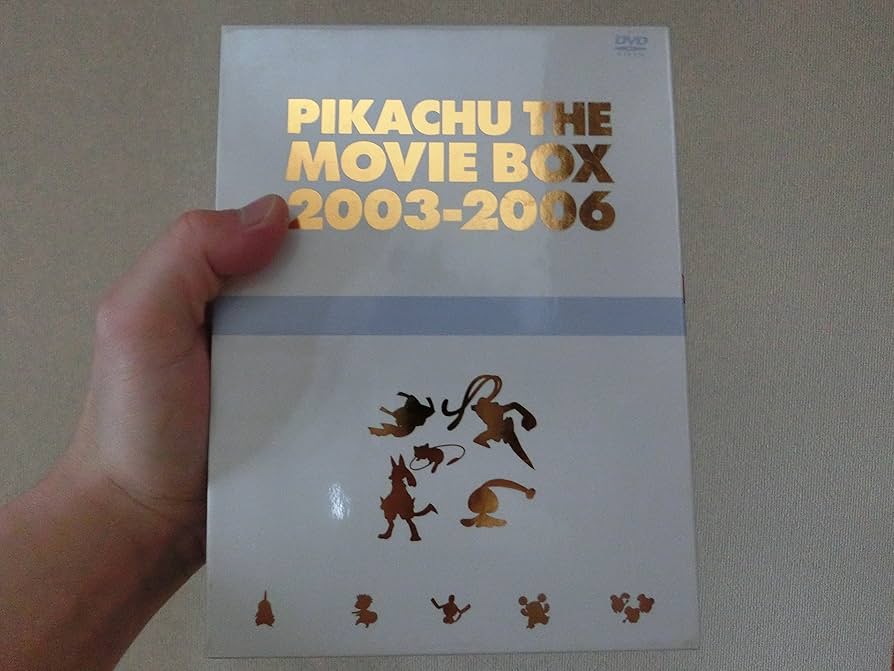 DVD
PIKACHU THE
MOVIE BOX
2003-2006